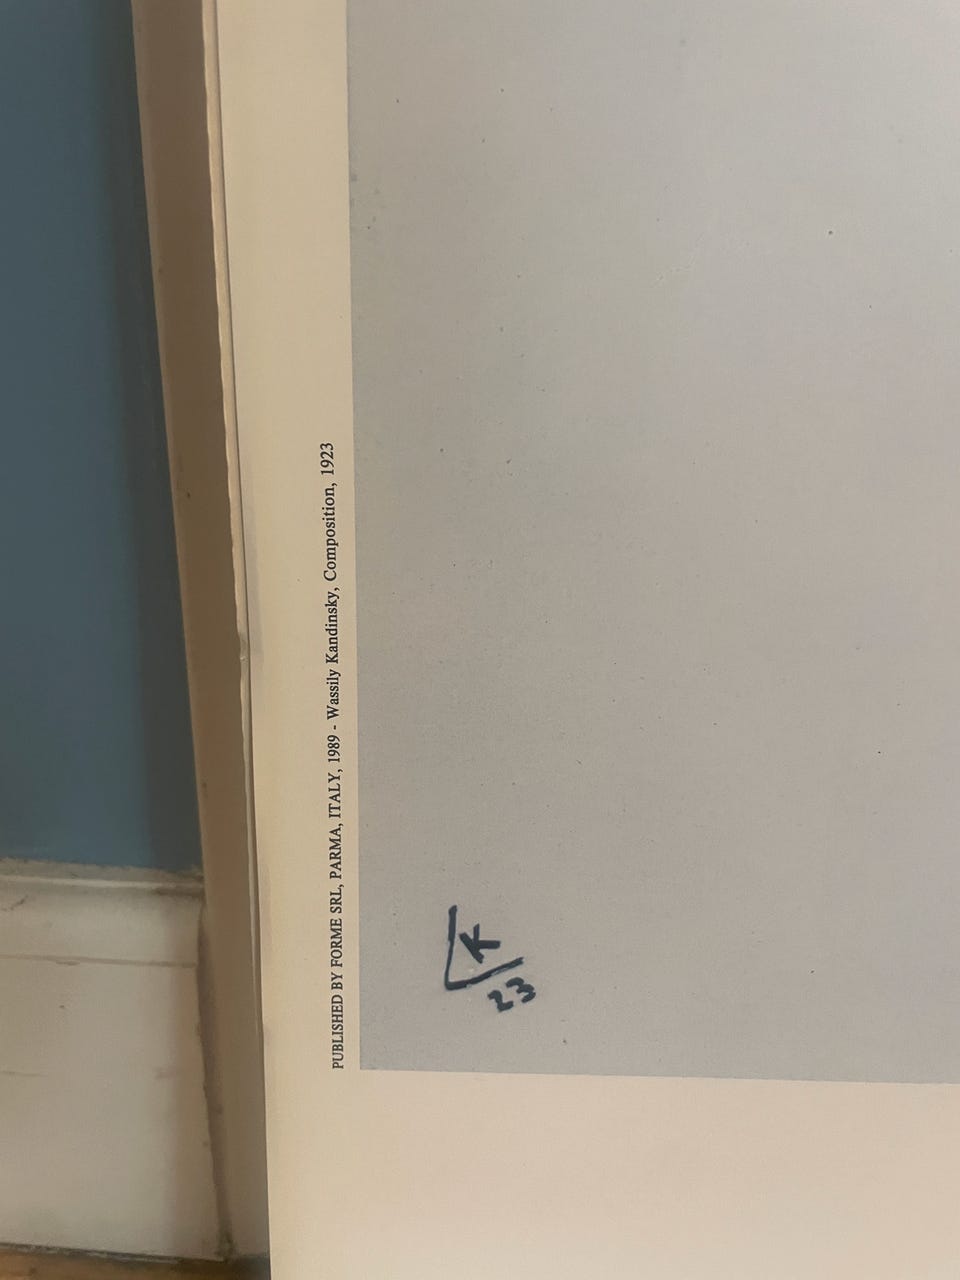 PUBLISHED BY FORME SRL, PARMA, ITALY, 1989 - Wassily Kandinsky, Composition, 1923
K
23